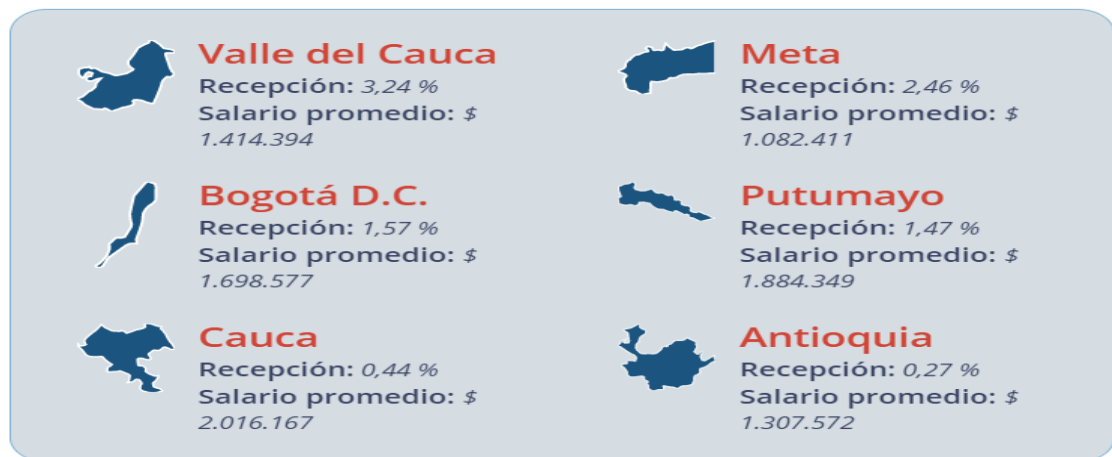 Valle del Cauca
Recepción: 3,24 %
Salario promedio: $
1.414.394
Meta
Recepción: 2,46 %
Salario promedio: $
1.082.411
Bogotá D.C.
Recepción: 1,57 %
Salario promedio: $
1.698.577
Putumayo
Recepción: 1,47 %
Salario promedio: $
1.884.349
Cauca
Recepción: 0,44 %
Salario promedio: $
2.016.167
Antioquia
Recepción: 0,27 %
Salario promedio: $
1.307.572